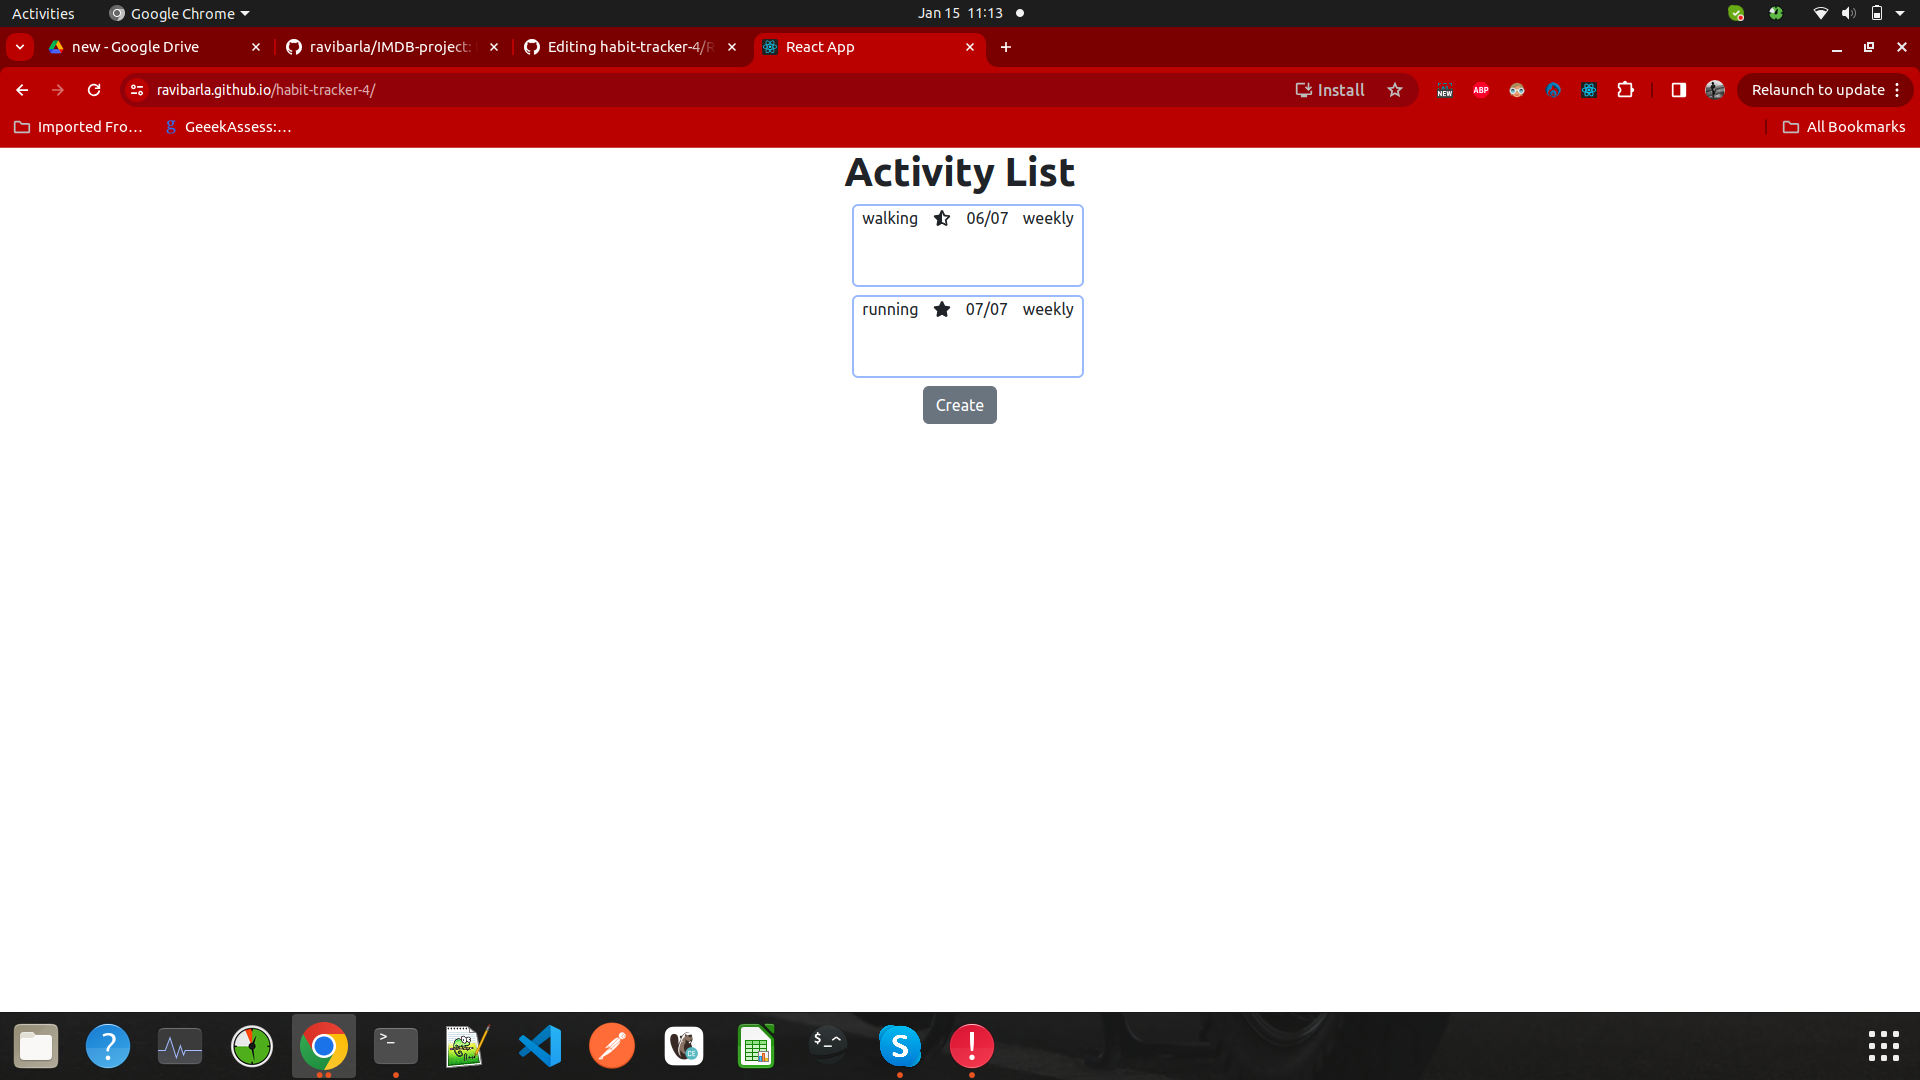 Activities Google Chrome Jan 15 11:13
new - Google Drive ravibarla/IMDB-project: Editing habit-tracker-4/R React App
ravibarla.github.io/habit-tracker-4/ Install NEW ABP Relaunch to update
Imported Fro... g GeeekAssess:... All Bookmarks
Activity List
walking 06/07 weekly
running 07/07 weekly
Create
>_ $_^ S